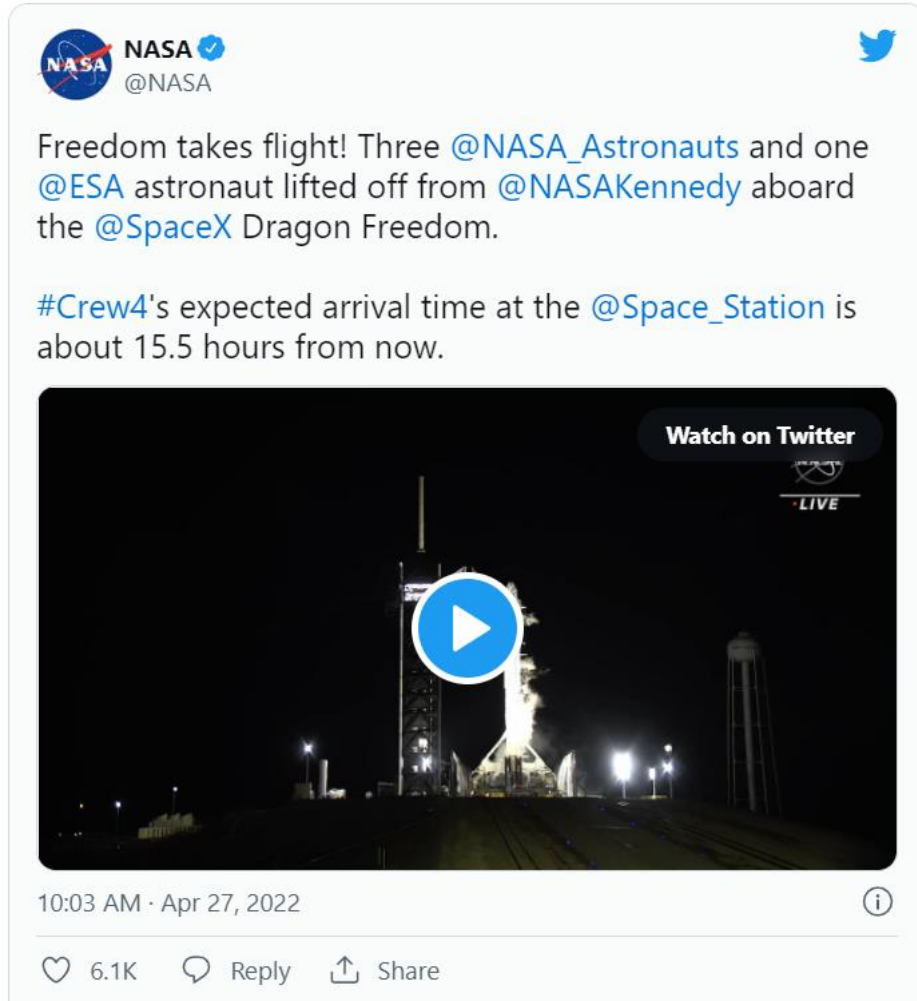 NASA
NASA
@NASA
Freedom takes flight! Three @NASA_Astronauts and one
@ESA astronaut lifted off from @NASAKennedy aboard
the @SpaceX Dragon Freedom.
#Crew4's expected arrival time at the @Space_Station is
about 15.5 hours from now.
Watch on Twitter
LIVE
10:03 AM · Apr 27, 2022
6.1K
Reply
Share